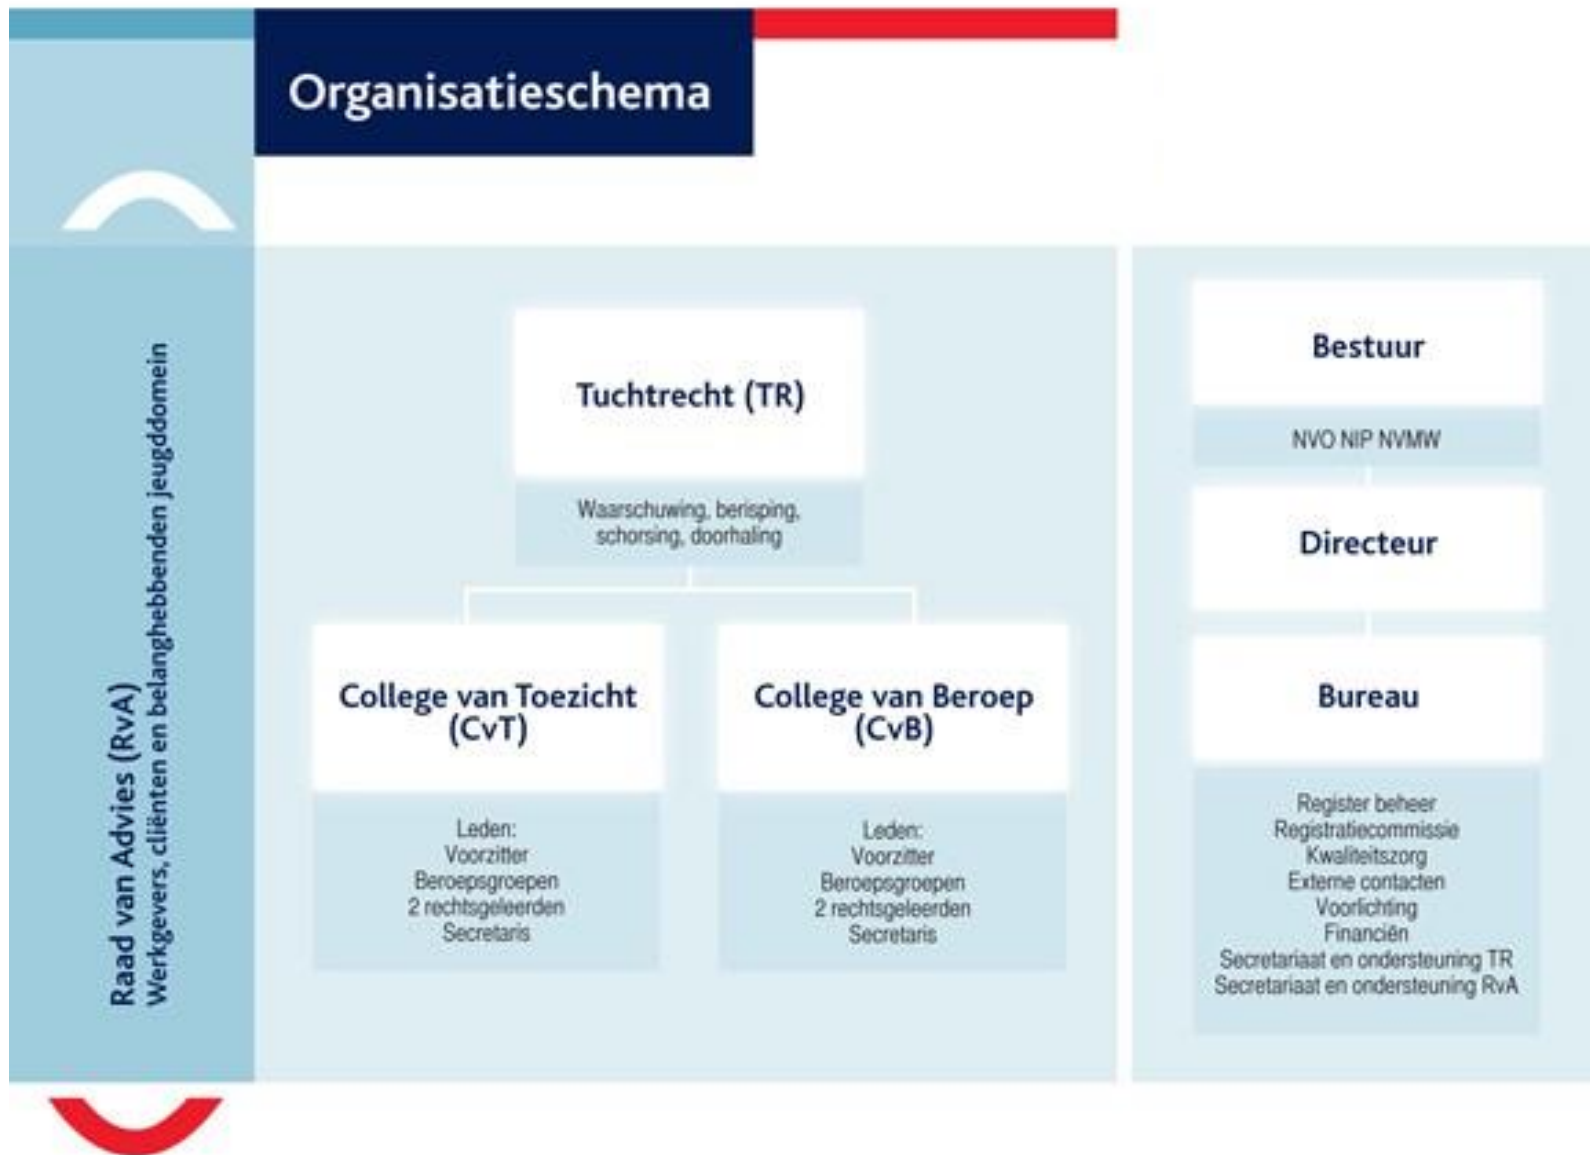 Organisatieschema
Raad van Advies (RvA)
Werkgevers, cliënten en belanghebbenden jeugddomein
Tuchtrecht (TR)
Waarschuwing, berisping,
schorsing, doorhaling
College van Toezicht
(CvT)
Leden:
Voorzitter
Beroepsgroepen
2 rechtsgeleerden
Secretaris
College van Beroep
(CvB)
Leden:
Voorzitter
Beroepsgroepen
2 rechtsgeleerden
Secretaris
Bestuur
NVO NIP NVMW
Directeur
Bureau
Register beheer
Registratiecommissie
Kwaliteitszorg
Externe contacten
Voorlichting
Financiën
Secretariaat en ondersteuning TR
Secretariaat en ondersteuning RvA